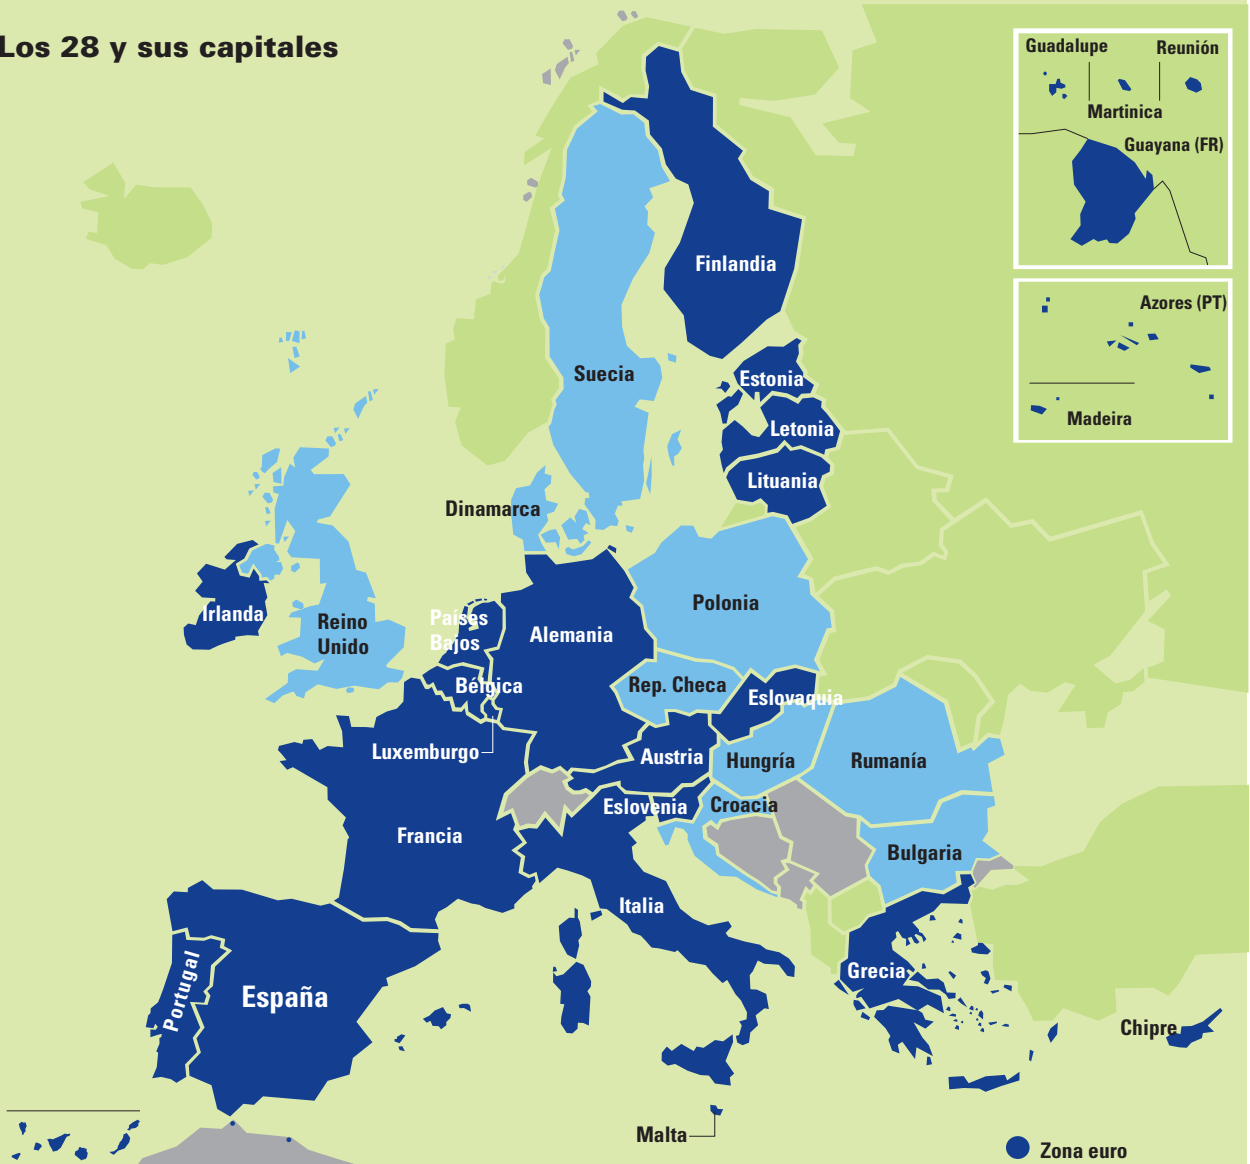 Los 28 y sus capitales
Guadalupe
Reunión
Martinica
Guayana (FR)
Azores (PT)
Madeira
Finlandia
Suecia
Estonia
Letonia
Lituania
Dinamarca
Irlanda
Reino
Unido
Países
Bajos
Alemania
Polonia
Bélgica
Rep. Checa
Eslovaquia
Luxemburgo
Austria
Hungría
Rumanía
Eslovenia
Croacia
Francia
Bulgaria
Italia
Portugal
España
Grecia
Chipre
Malta
Zona euro